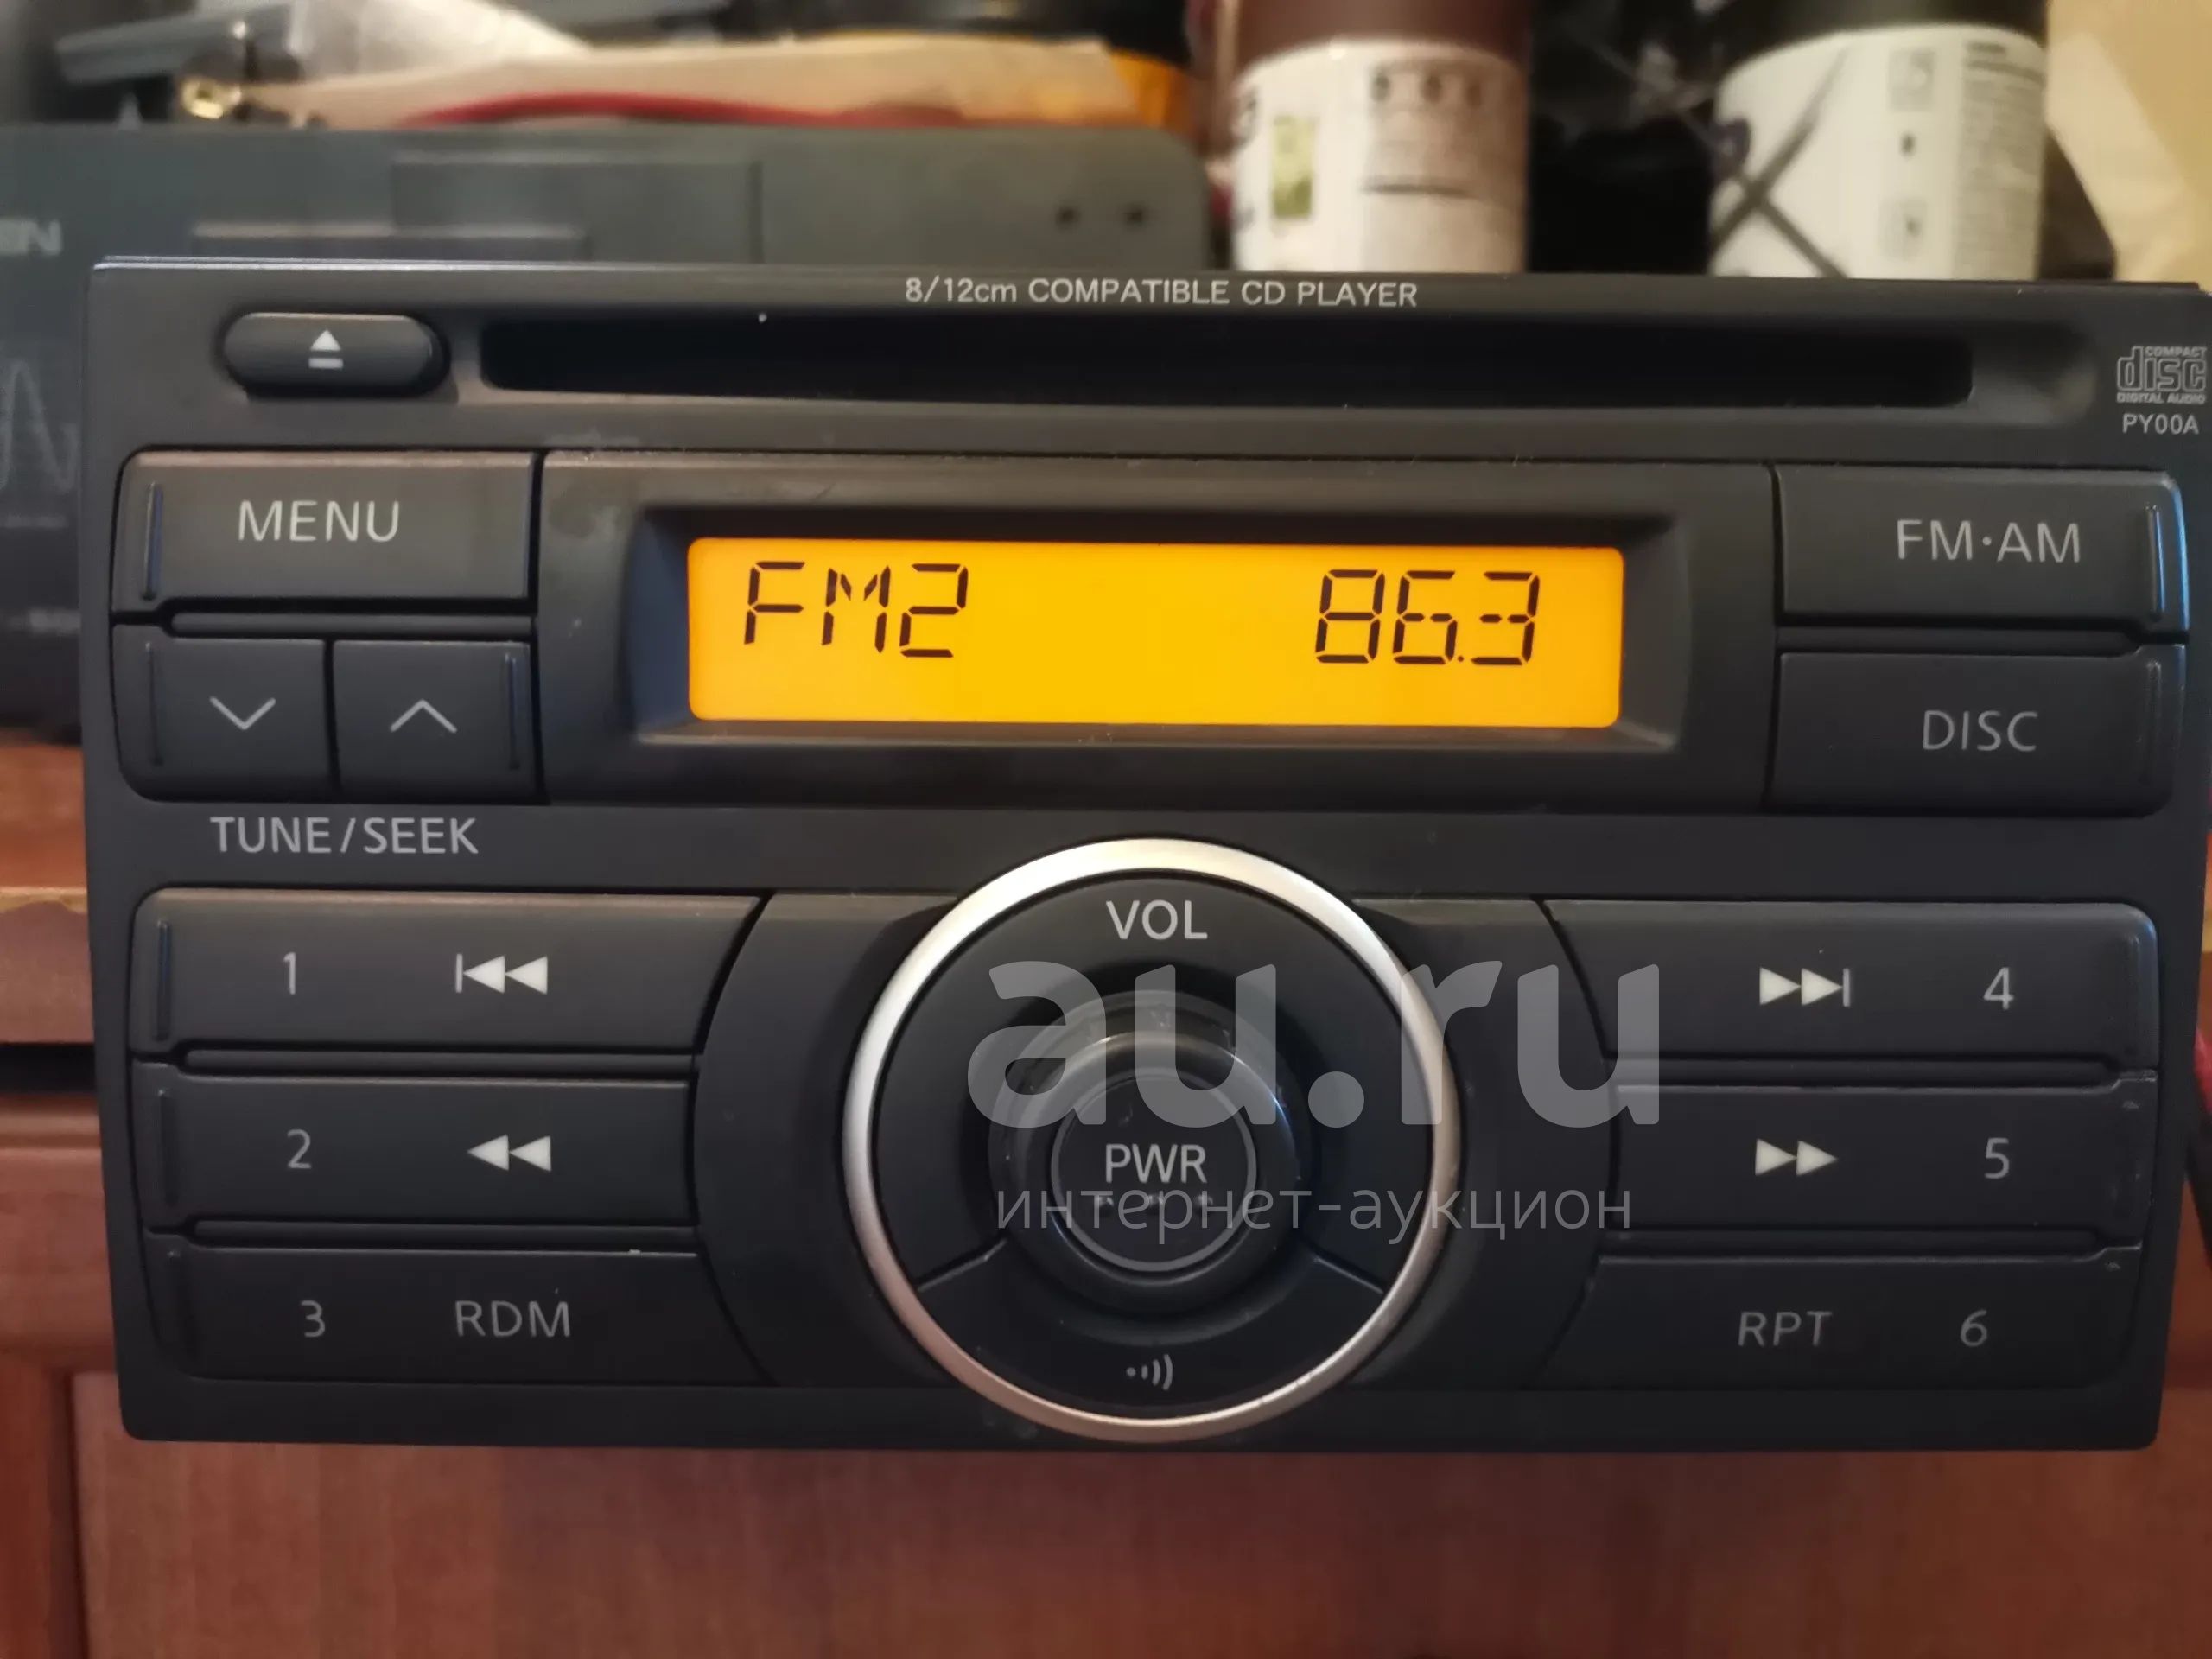 8/12cm COMPATIBLE CD PLAYER
COMPACT
disc
DIGITAL AUDIO
PY00A
MENU
FM2 86.3
FM·AM
DISC
TUNE/SEEK
VOL
1
4
au.ru
2
PWR
5
интернет-аукцион
3 RDM
RPT 6